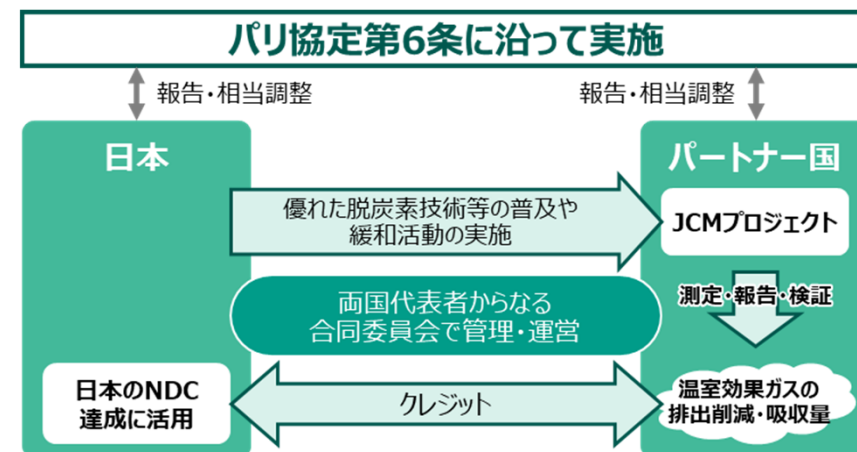 パリ協定第6条に沿って実施
報告・相当調整
報告・相当調整
日本
パートナー国
優れた脱炭素技術等の普及や
緩和活動の実施
JCMプロジェクト
両国代表者からなる
合同委員会で管理・運営
測定・報告・検証
日本のNDC
達成に活用
クレジット
温室効果ガスの
排出削減・吸収量